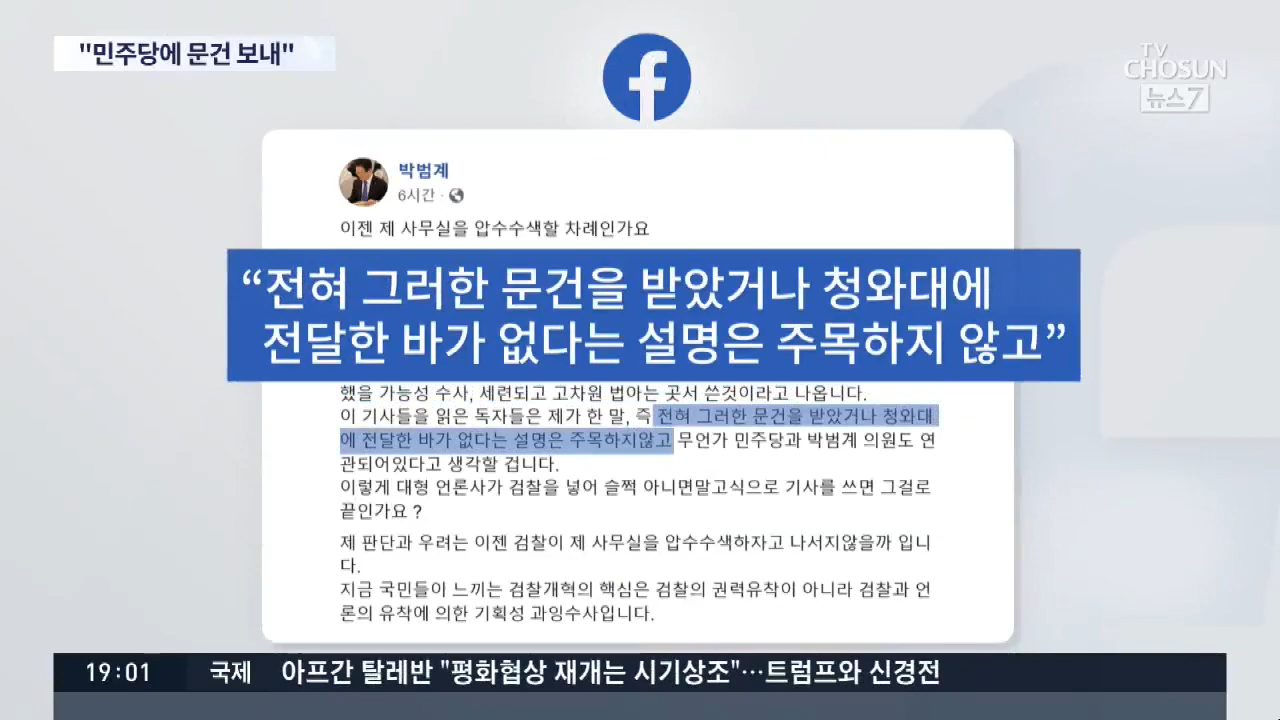 "민주당에 문건 보내"
TV
CHOSUN
뉴스7
박범계
6시간 ·
이젠 제 사무실을 압수수색할 차례인가요
“전혀 그러한 문건을 받았거나 청와대에
전달한 바가 없다는 설명은 주목하지 않고”
했을 가능성 수사, 세련되고 고차원 법아는 곳서 쓴것이라고 나옵니다.
이 기사들을 읽은 독자들은 제가 한 말, 즉 전혀 그러한 문건을 받았거나 청와대
에 전달한 바가 없다는 설명은 주목하지않고 무언가 민주당과 박범계 의원도 연
관되어있다고 생각할 겁니다.
이렇게 대형 언론사가 검찰을 넣어 슬쩍 아니면말고식으로 기사를 쓰면 그걸로
끝인가요 ?
제 판단과 우려는 이젠 검찰이 제 사무실을 압수수색하자고 나서지않을까 입니
다.
지금 국민들이 느끼는 검찰개혁의 핵심은 검찰의 권력유착이 아니라 검찰과 언
론의 유착에 의한 기획성 과잉수사입니다.
19:01 국제 아프간 탈레반 "평화협상 재개는 시기상조"…트럼프와 신경전